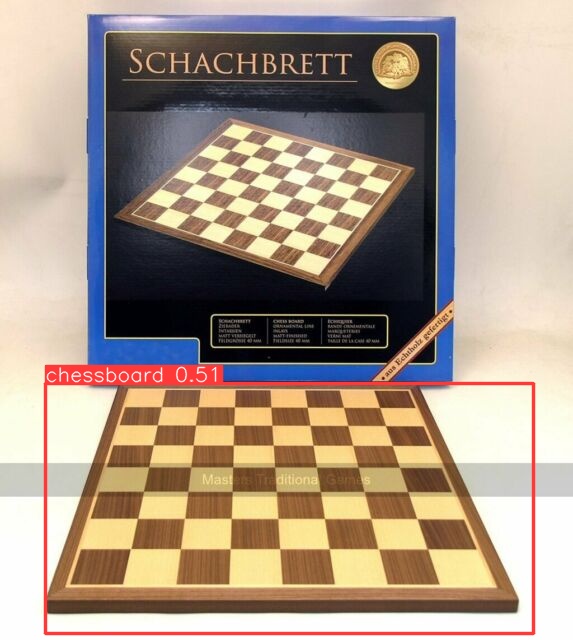 SCHACHBRETT
SCHACHBRETT
ZIERADER
INTARSIEN
MATT VERSIEGELT
FELDGRÖSSE 40 MM
CHESS BOARD
ORNAMENTAL LINE
INLAYS
MATT-FINISHED
FIELDSIZE 40 MM
ÉCHIQUIER
BANDE ORNEMENTALE
MARQUETERIES
VERNI MAT
TAILLE DE LA CASE 40 MM
aus Echtholz gefertigt
chessboard 0.51
Masters Traditional Games